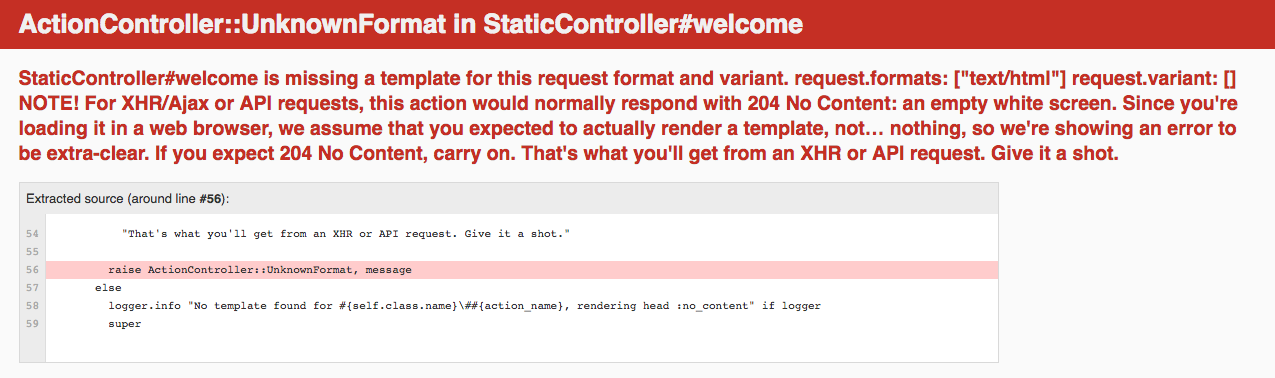 ActionController::UnknownFormat in StaticController#welcome
StaticController#welcome is missing a template for this request format and variant. request.formats: ["text/html"] request.variant: []
NOTE! For XHR/Ajax or API requests, this action would normally respond with 204 No Content: an empty white screen. Since you're
loading it in a web browser, we assume that you expected to actually render a template, not… nothing, so we're showing an error to
be extra-clear. If you expect 204 No Content, carry on. That's what you'll get from an XHR or API request. Give it a shot.
Extracted source (around line #56):
54 "That's what you'll get from an XHR or API request. Give it a shot."
55
56 raise ActionController::UnknownFormat, message
57 else
58 logger.info "No template found for #{self.class.name}\##{action_name}, rendering head :no_content" if logger
59 super